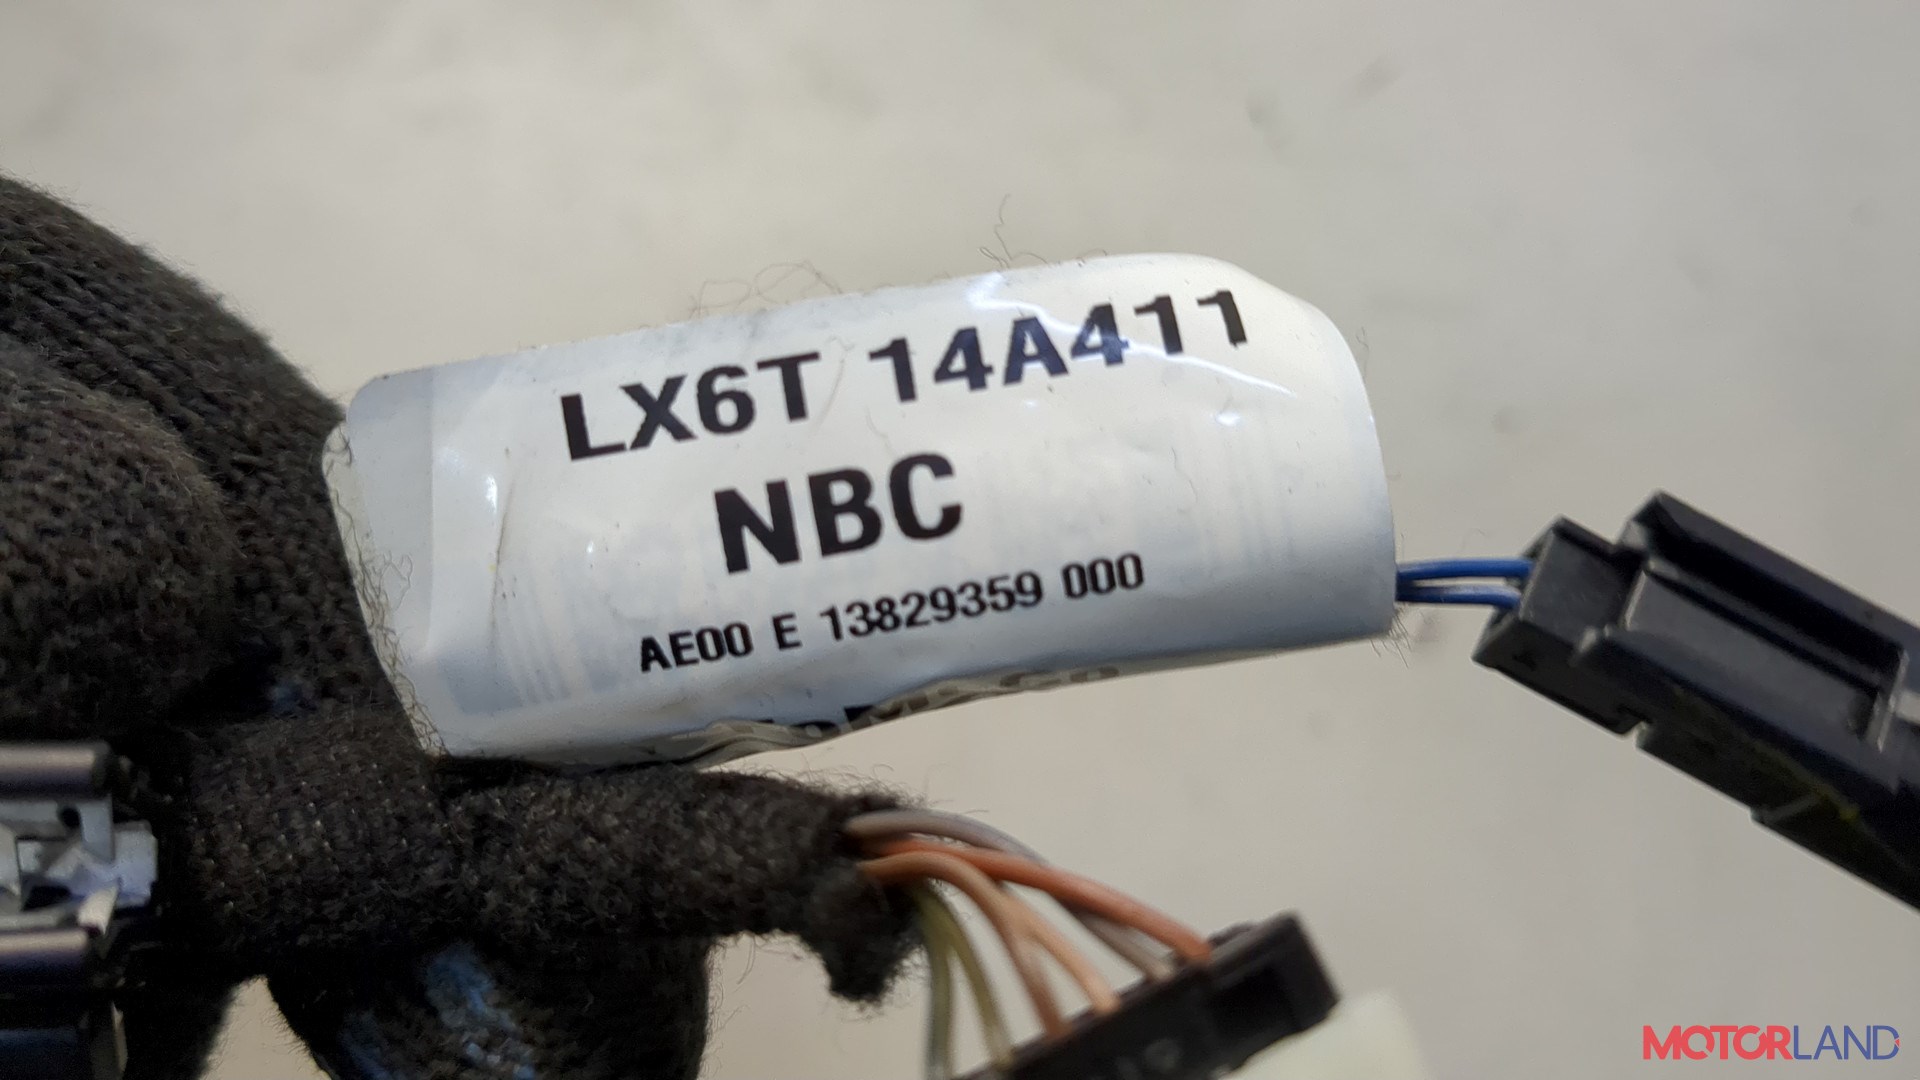 LX6T 14A411
NBC
AE00 E 13829359 000
MOTORLAND